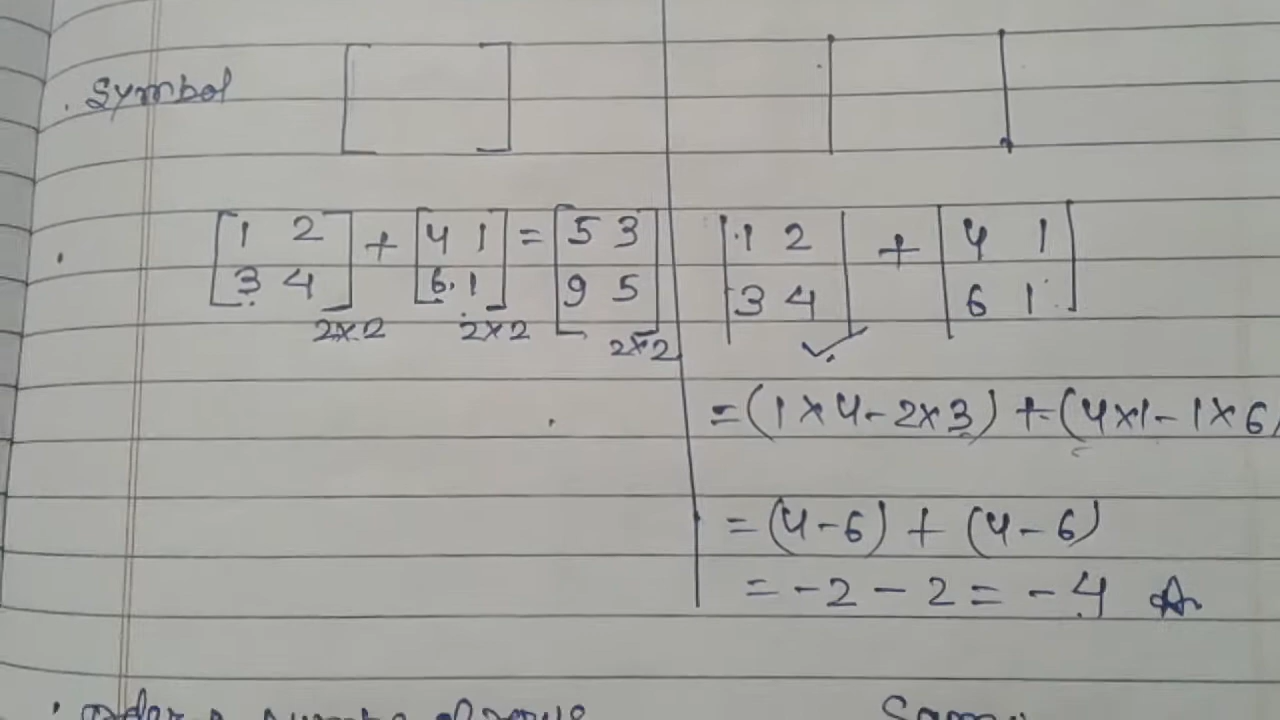 . Symbol [ ] | |
. [1 2 3 4] 2×2 + [4 1 6 1] 2×2 = [5 3 9 5] 2×2
|1 2 3 4| + |4 1 6 1|
= (1×4-2×3) + (4×1-1×6)
= (4-6) + (4-6)
= -2 - 2 = -4